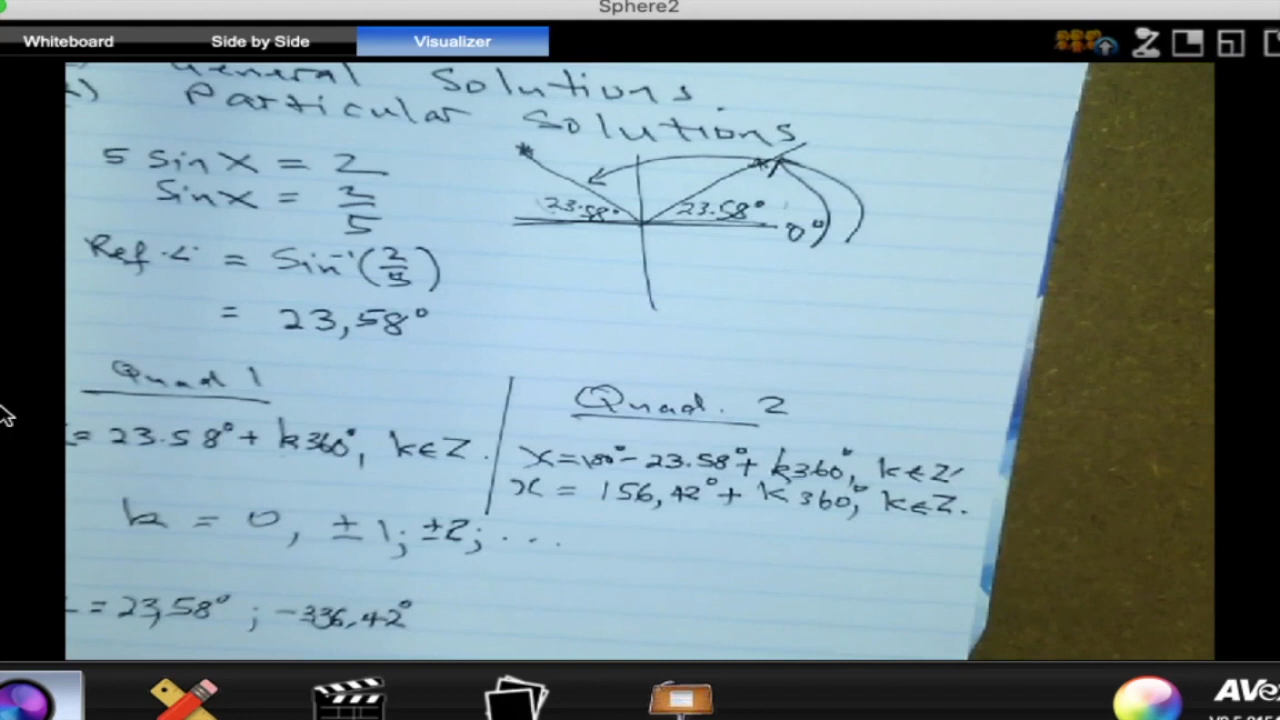 Sphere2
Whiteboard
Side by Side
Visualizer
General Solutions.
Particular Solutions
5 Sin X = 2
Sin X = 2/5
Ref. ∠ = Sin⁻¹(2/5)
= 23,58°
23.58°
23.58°
0°
Quad 1
= 23.58° + k360°, k∈Z.
k = 0, ±1; ±2; ...
= 23,58° ; -336,42°
Quad. 2
X = 180° - 23.58° + k360°, k∈Z
x = 156,42° + k360°, k∈Z.